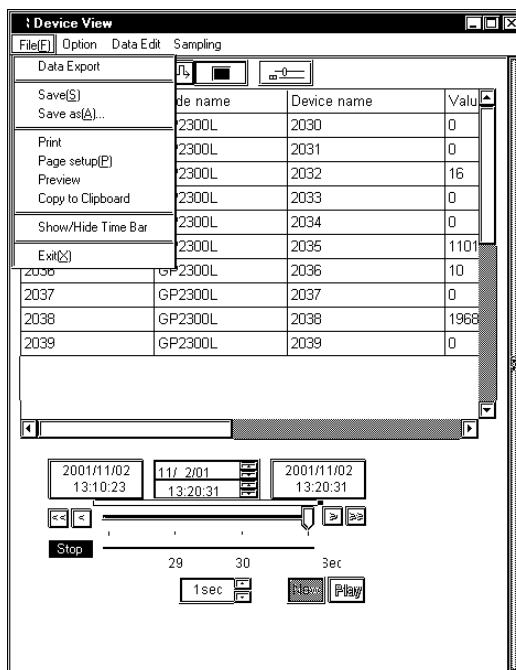 Device View
File(F) Option Data Edit Sampling
Data Export
Save(S)
Save as(A)...
Print
Page setup(P)
Preview
Copy to Clipboard
Show/Hide Time Bar
Exit(X)
de name Device name Valu
P2300L 2030 0
P2300L 2031 0
P2300L 2032 16
P2300L 2033 0
P2300L 2034 0
P2300L 2035 1101
2036 GP2300L 2036 10
2037 GP2300L 2037 0
2038 GP2300L 2038 1968
2039 GP2300L 2039 0
2001/11/02 11/ 2/01 2001/11/02
13:10:23 13:20:31 13:20:31
<< < > >>
Stop
29 30 Sec
1sec Now Play